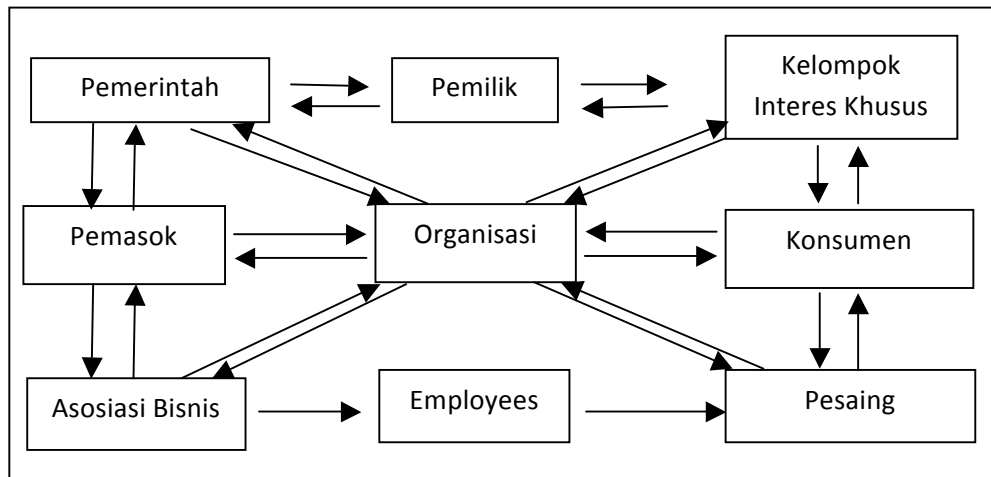 Pemerintah
Pemilik
Kelompok
Interes Khusus
Pemasok
Organisasi
Konsumen
Asosiasi Bisnis
Employees
Pesaing